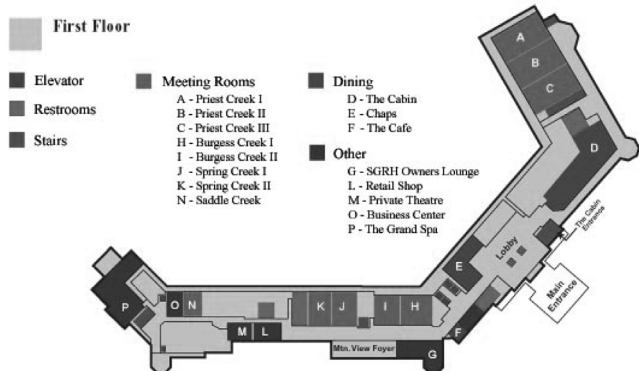 First Floor
Elevator
Restrooms
Stairs
Meeting Rooms
A - Priest Creek I
B - Priest Creek II
C - Priest Creek III
H - Burgess Creek I
I - Burgess Creek II
J - Spring Creek I
K - Spring Creek II
N - Saddle Creek
Dining
D - The Cabin
E - Chaps
F - The Cafe
Other
G - SGRH Owners Lounge
L - Retail Shop
M - Private Theatre
O - Business Center
P - The Grand Spa
A
B
C
D
The Cabin
Entrance
Lobby
E
Main
Entrance
P
O N
K J I H
F
M L
Mtn. View Foyer
G